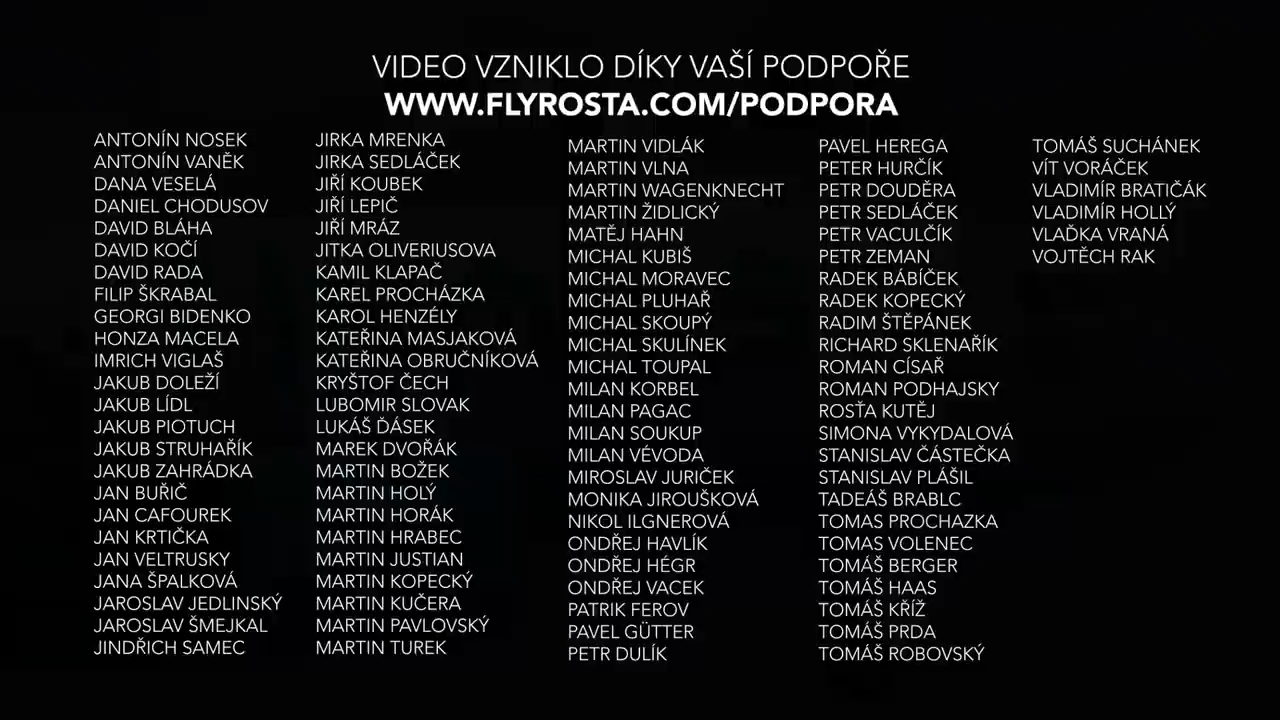 VIDEO VZNIKLO DÍKY VAŠÍ PODPOŘE
WWW.FLYROSTA.COM/PODPORA
ANTONÍN NOSEK
ANTONÍN VANĚK
DANA VESELÁ
DANIEL CHODUSOV
DAVID BLÁHA
DAVID KOČÍ
DAVID RADA
FILIP ŠKRABAL
GEORGI BIDENKO
HONZA MACELA
IMRICH VIGLAŠ
JAKUB DOLEŽÍ
JAKUB LÍDL
JAKUB PIOTUCH
JAKUB STRUHAŘÍK
JAKUB ZAHRÁDKA
JAN BUŘIČ
JAN CAFOUREK
JAN KRTIČKA
JAN VELTRUSKY
JANA ŠPALKOVÁ
JAROSLAV JEDLINSKÝ
JAROSLAV ŠMEJKAL
JINDŘICH SAMEC
JIRKA MRENKA
JIRKA SEDLÁČEK
JIŘÍ KOUBEK
JIŘÍ LEPIČ
JIŘÍ MRÁZ
JITKA OLIVERIUSOVA
KAMIL KLAPAČ
KAREL PROCHÁZKA
KAROL HENZÉLY
KATEŘINA MASJAKOVÁ
KATEŘINA OBRUČNÍKOVÁ
KRYŠTOF ČECH
LUBOMIR SLOVAK
LUKÁŠ ĎÁSEK
MAREK DVOŘÁK
MARTIN BOŽEK
MARTIN HOLÝ
MARTIN HORÁK
MARTIN HRABEC
MARTIN JUSTIAN
MARTIN KOPECKÝ
MARTIN KUČERA
MARTIN PAVLOVSKÝ
MARTIN TUREK
MARTIN VIDLÁK
MARTIN VLNA
MARTIN WAGENKNECHT
MARTIN ŽIDLICKÝ
MATĚJ HAHN
MICHAL KUBIŠ
MICHAL MORAVEC
MICHAL PLUHAŘ
MICHAL SKOUPÝ
MICHAL SKULÍNEK
MICHAL TOUPAL
MILAN KORBEL
MILAN PAGAC
MILAN SOUKUP
MILAN VÉVODA
MIROSLAV JURIČEK
MONIKA JIROUŠKOVÁ
NIKOL ILGNEROVÁ
ONDŘEJ HAVLÍK
ONDŘEJ HÉGR
ONDŘEJ VACEK
PATRIK FEROV
PAVEL GÜTTER
PETR DULÍK
PAVEL HEREGA
PETER HURČÍK
PETR DOUDĚRA
PETR SEDLÁČEK
PETR VACULČÍK
PETR ZEMAN
RADEK BÁBÍČEK
RADEK KOPECKÝ
RADIM ŠTĚPÁNEK
RICHARD SKLENAŘÍK
ROMAN CÍSAŘ
ROMAN PODHAJSKY
ROSŤA KUTĚJ
SIMONA VYKYDALOVÁ
STANISLAV ČÁSTEČKA
STANISLAV PLÁŠIL
TADEÁŠ BRABLC
TOMAS PROCHAZKA
TOMAS VOLENEC
TOMÁŠ BERGER
TOMÁŠ HAAS
TOMÁŠ KŘÍŽ
TOMÁŠ PRDA
TOMÁŠ ROBOVSKÝ
TOMÁŠ SUCHÁNEK
VÍT VORÁČEK
VLADIMÍR BRATIČÁK
VLADIMÍR HOLLÝ
VLAĎKA VRANÁ
VOJTĚCH RAK